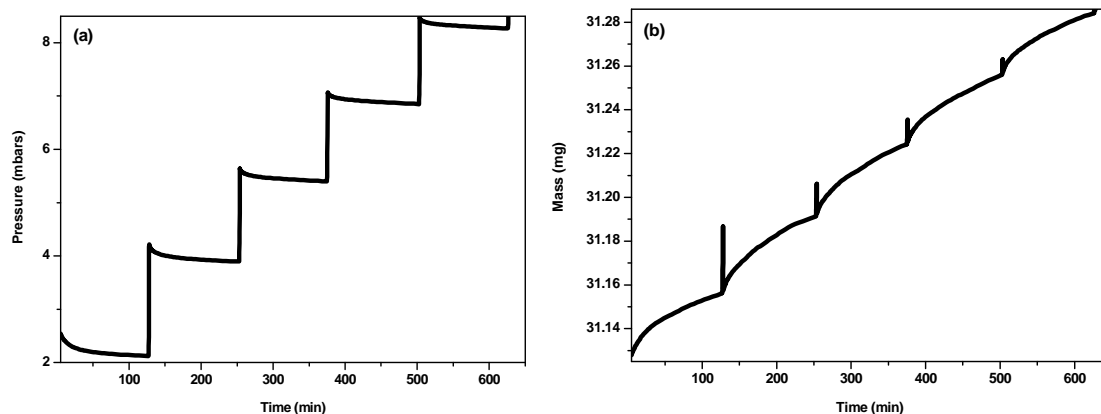 (a)
8
6
4
2
Pressure (mbars)
100 200 300 400 500 600
Time (min)
(b)
31.28
31.26
31.24
31.22
31.20
31.18
31.16
31.14
Mass (mg)
100 200 300 400 500 600
Time (min)